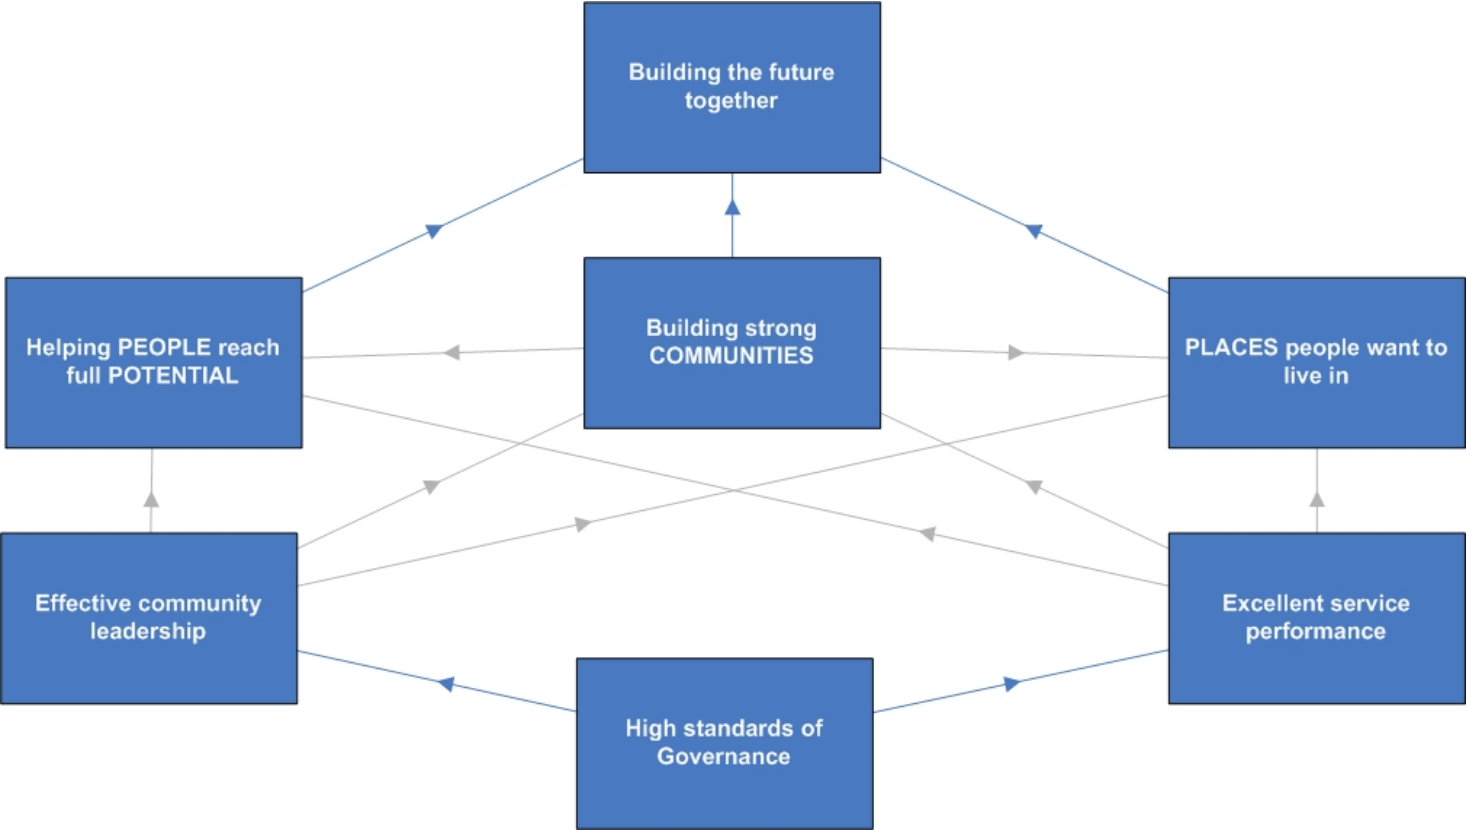 Building the future
together
Building strong
COMMUNITIES
Helping PEOPLE reach
full POTENTIAL
PLACES people want to
live in
Effective community
leadership
Excellent service
performance
High standards of
Governance